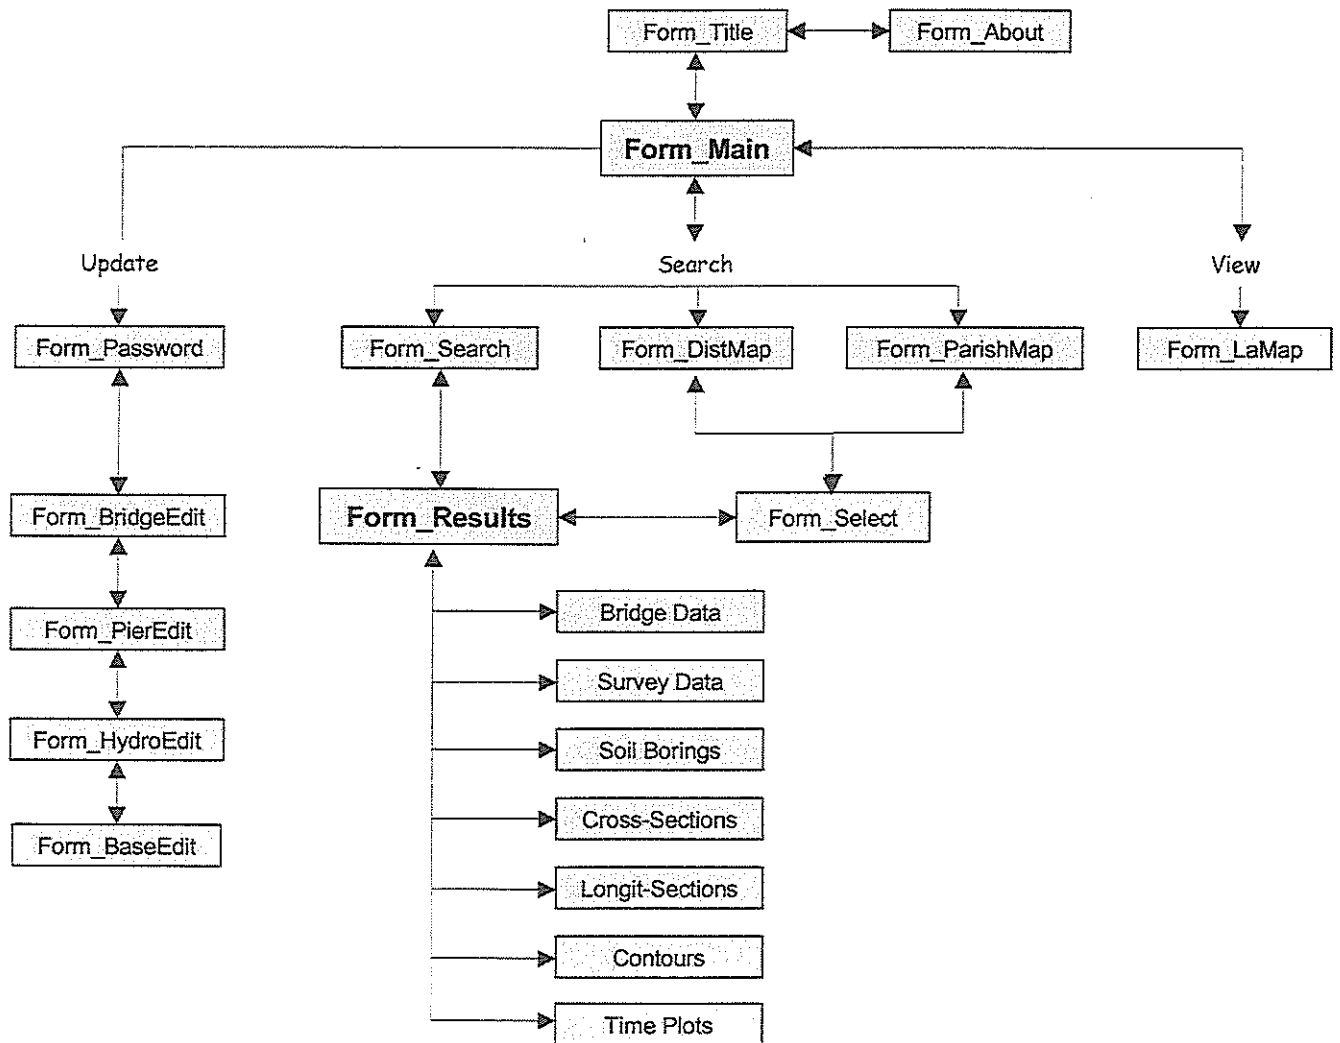 Form_Title
Form_About
Form_Main
Update
Search
View
Form_Password
Form_Search
Form_DistMap
Form_ParishMap
Form_LaMap
Form_BridgeEdit
Form_Results
Form_Select
Bridge Data
Form_PierEdit
Survey Data
Form_HydroEdit
Soil Borings
Cross-Sections
Form_BaseEdit
Longit-Sections
Contours
Time Plots